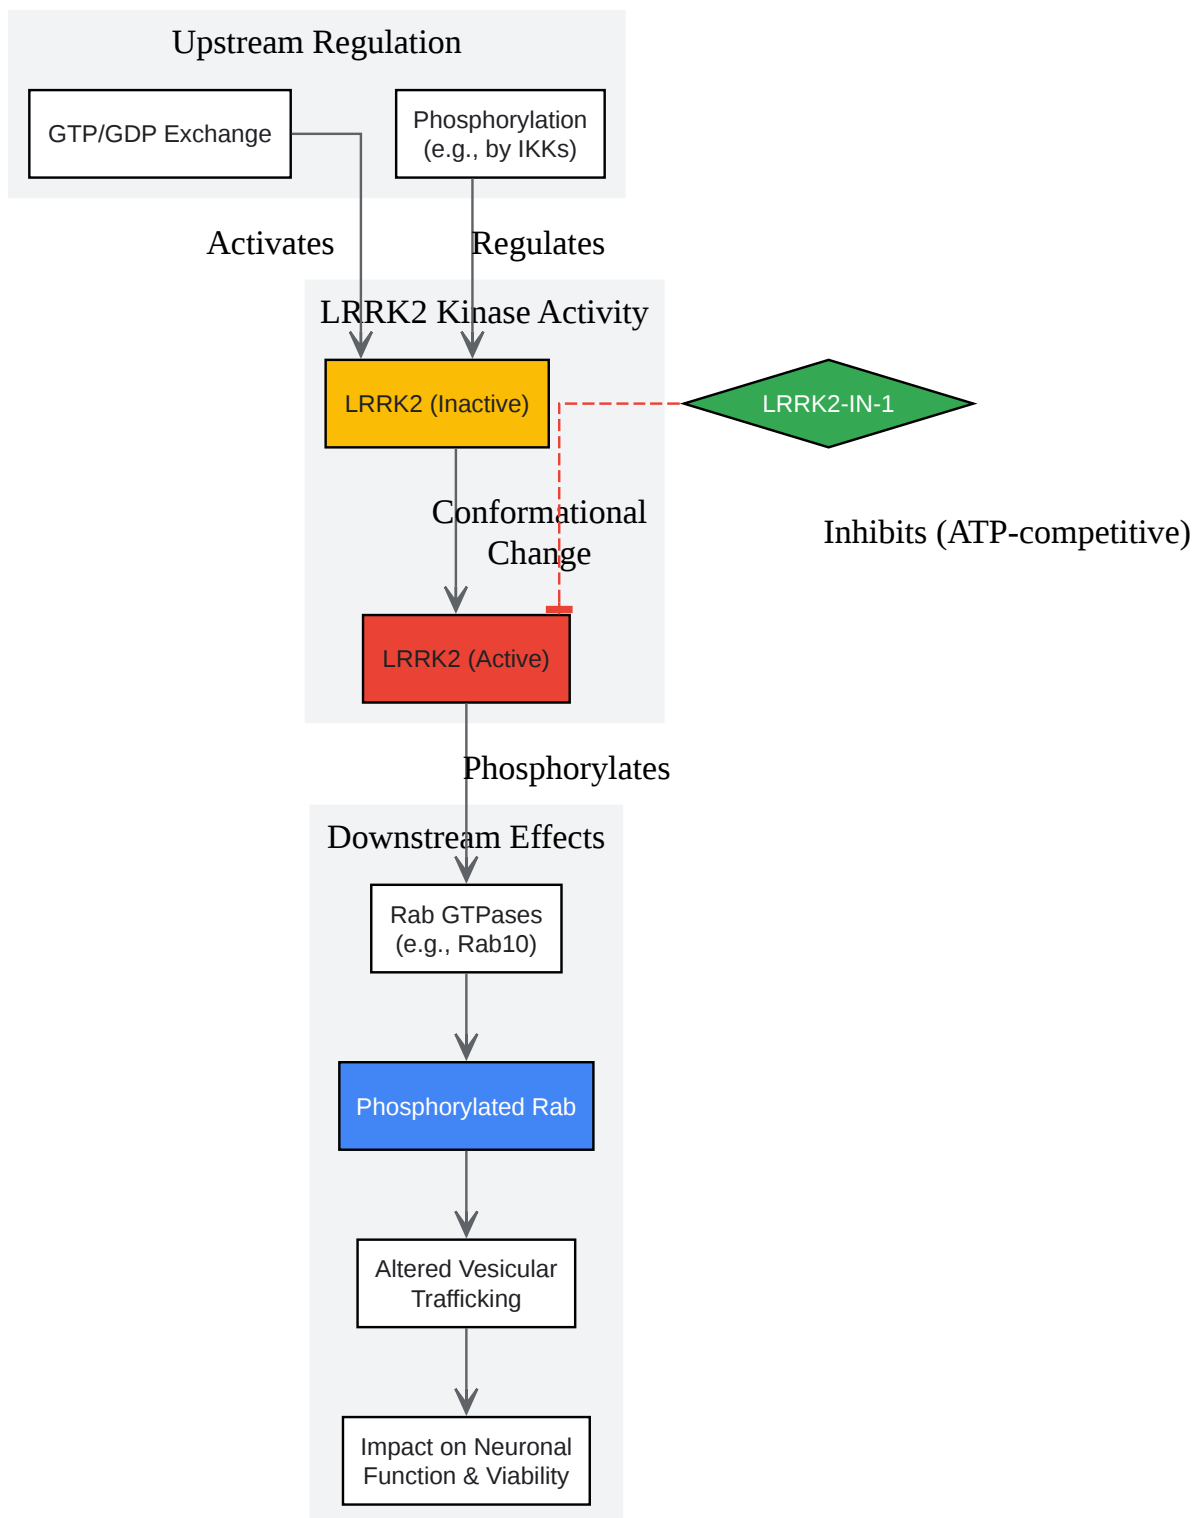 Upstream Regulation
GTP/GDP Exchange
Phosphorylation
(e.g., by IKKs)
Activates
Regulates
LRRK2 Kinase Activity
LRRK2 (Inactive)
LRRK2-IN-1
Conformational
Change
Inhibits (ATP-competitive)
LRRK2 (Active)
Phosphorylates
Downstream Effects
Rab GTPases
(e.g., Rab10)
Phosphorylated Rab
Altered Vesicular
Trafficking
Impact on Neuronal
Function & Viability